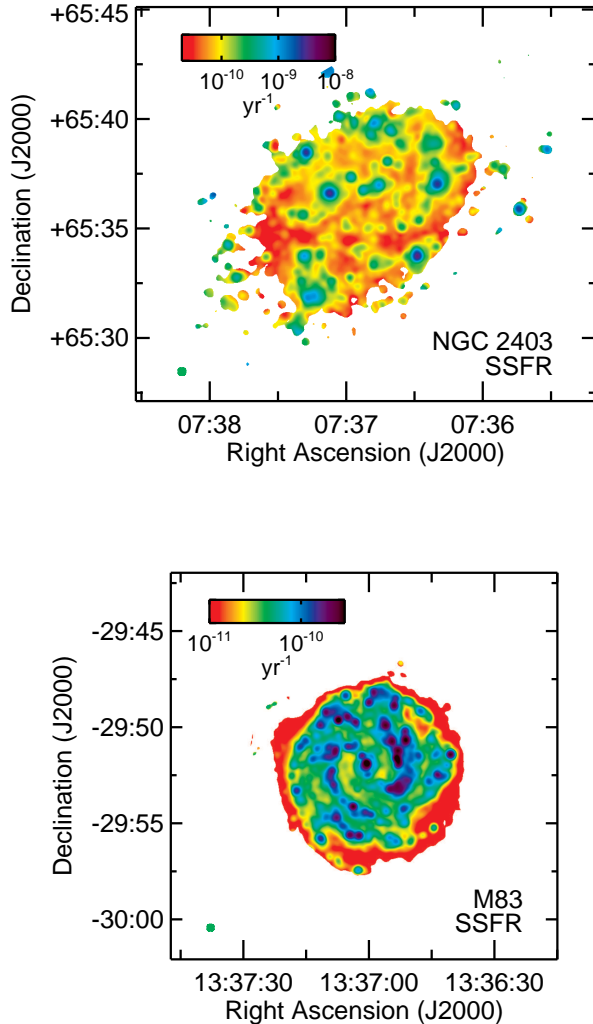 +65:45
+65:40
+65:35
+65:30
Declination (J2000)
10⁻¹⁰ 10⁻⁹ 10⁻⁸
yr⁻¹
NGC 2403
SSFR
07:38 07:37 07:36
Right Ascension (J2000)
-29:45
-29:50
-29:55
-30:00
Declination (J2000)
10⁻¹¹ 10⁻¹⁰
yr⁻¹
M83
SSFR
13:37:30 13:37:00 13:36:30
Right Ascension (J2000)